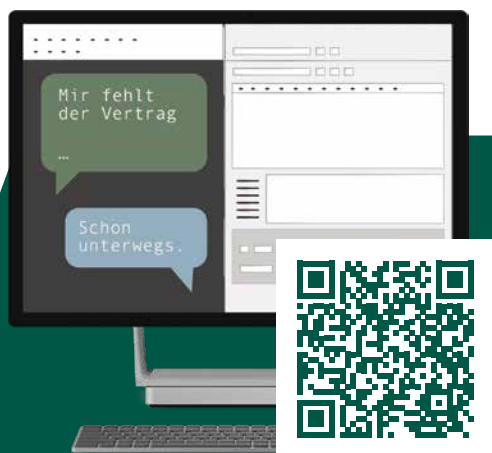 Mir fehlt
der Vertrag
…
Schon
unterwegs.